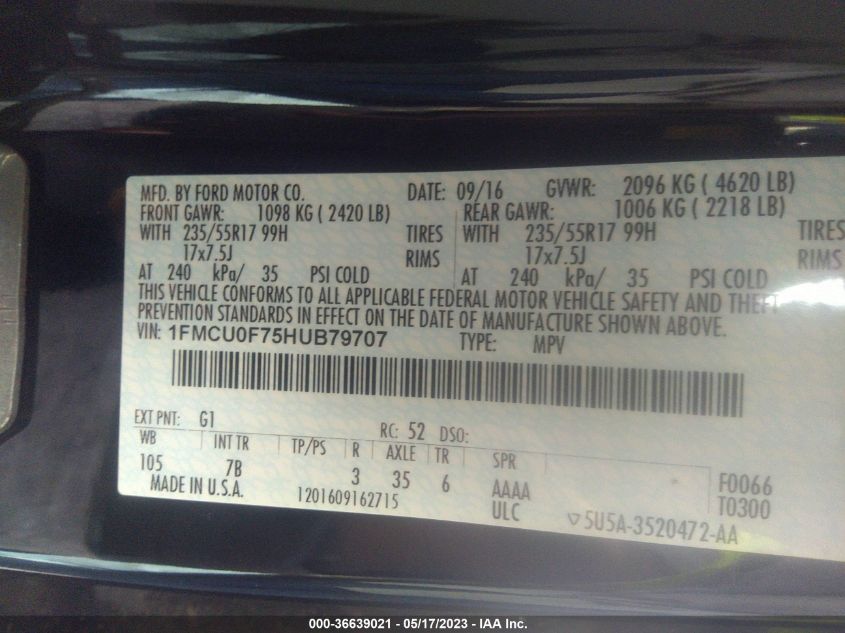 MFD. BY FORD MOTOR CO. DATE: 09/16 GVWR: 2096 KG ( 4620 LB)
FRONT GAWR: 1098 KG ( 2420 LB) REAR GAWR: 1006 KG ( 2218 LB)
WITH 235/55R17 99H TIRES WITH 235/55R17 99H TIRES
17x7.5J RIMS 17x7.5J RIMS
AT 240 kPa/ 35 PSI COLD AT 240 kPa/ 35 PSI COLD
THIS VEHICLE CONFORMS TO ALL APPLICABLE FEDERAL MOTOR VEHICLE SAFETY AND THEFT
PREVENTION STANDARDS IN EFFECT ON THE DATE OF MANUFACTURE SHOWN ABOVE.
VIN: 1FMCU0F75HUB79707 TYPE: MPV
EXT PNT: G1 RC: 52 DSO:
WB INT TR TP/PS R AXLE TR SPR
105 7B 3 35 6 AAAA F0066
MADE IN U.S.A. 1201609162715 ULC T0300
5U5A-3520472-AA
000-36639021 - 05/17/2023 - IAA Inc.